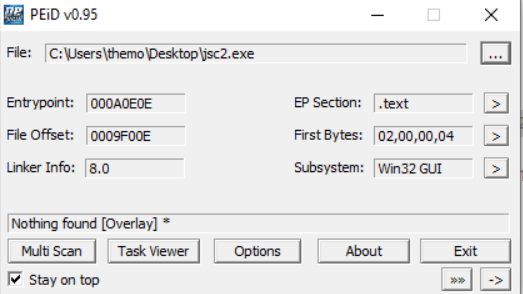 PEiD v0.95
File: C:\Users\themo\Desktop\jsc2.exe ...
Entrypoint: 000A0E0E EP Section: .text >
File Offset: 0009F00E First Bytes: 02,00,00,04 >
Linker Info: 8.0 Subsystem: Win32 GUI >
Nothing found [Overlay] *
Multi Scan Task Viewer Options About Exit
Stay on top »» ->